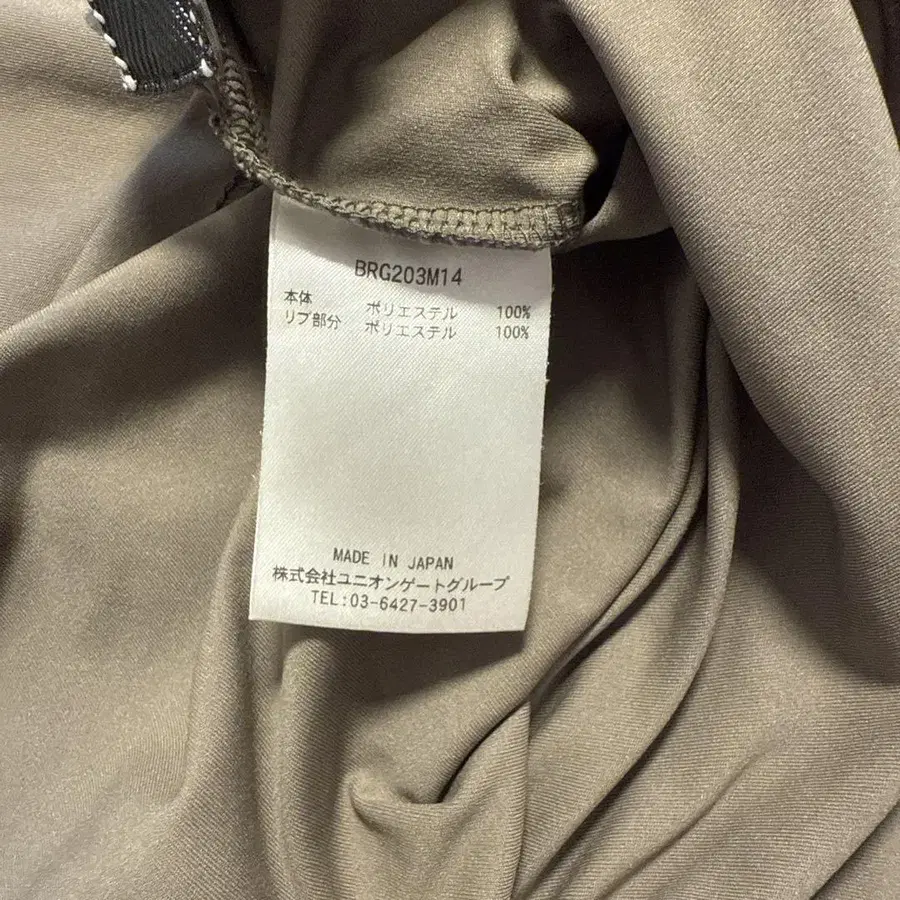 BRG203M14
本体 ポリエステル 100%
リブ部分 ポリエステル 100%
MADE IN JAPAN
株式会社ユニオンゲートグループ
TEL:03-6427-3901